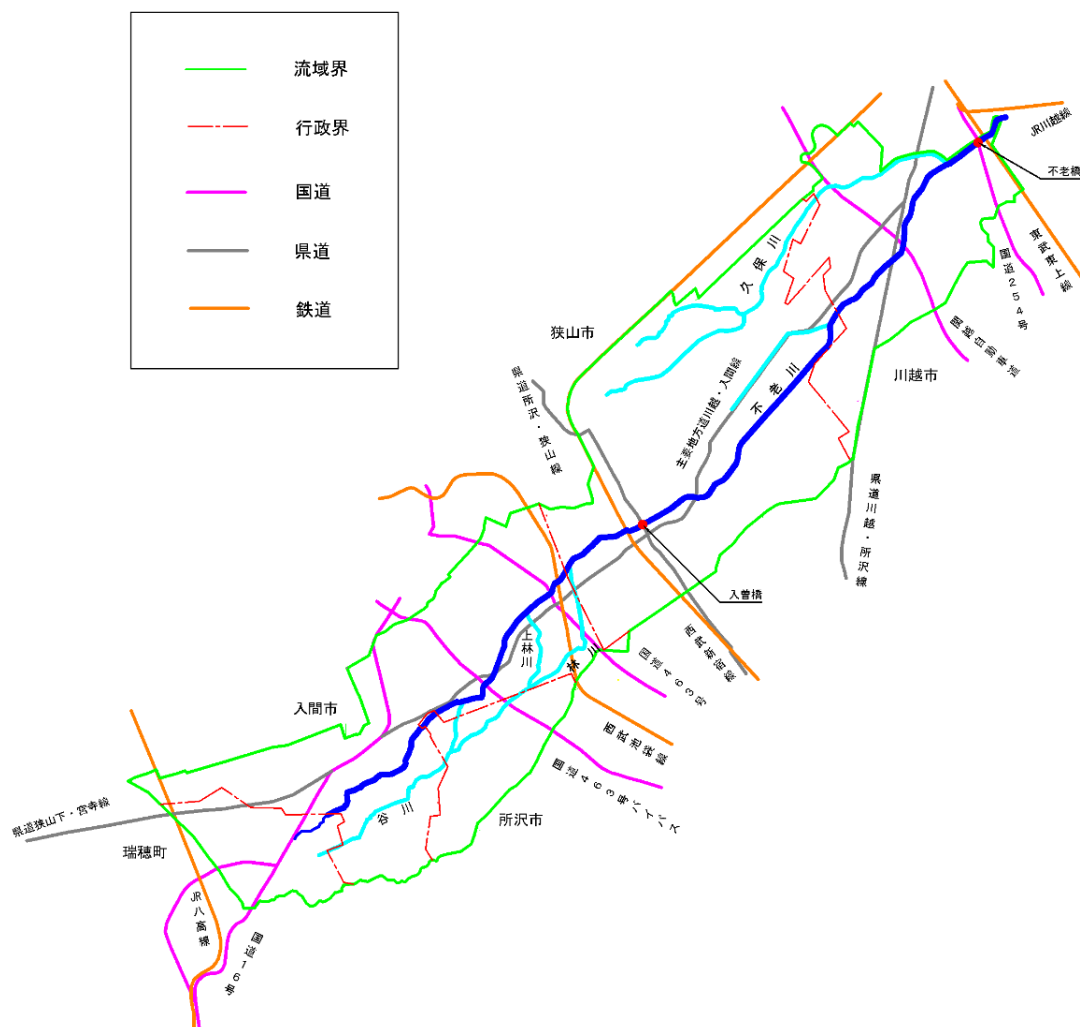 流域界
行政界
国道
県道
鉄道
JR川越線
不老橋
東武東上線
国道254号
関越自動車道
久保川
狭山市
川越市
県道所沢・狭山線
主要地方道川越・入間線
不老川
県道川越・所沢線
入曽橋
上林川
林川
国道463号
西武新宿線
入間市
西武池袋線
国道463号バイパス
県道狭山下・宮寺線
谷川
所沢市
瑞穂町
JR八高線
国道16号